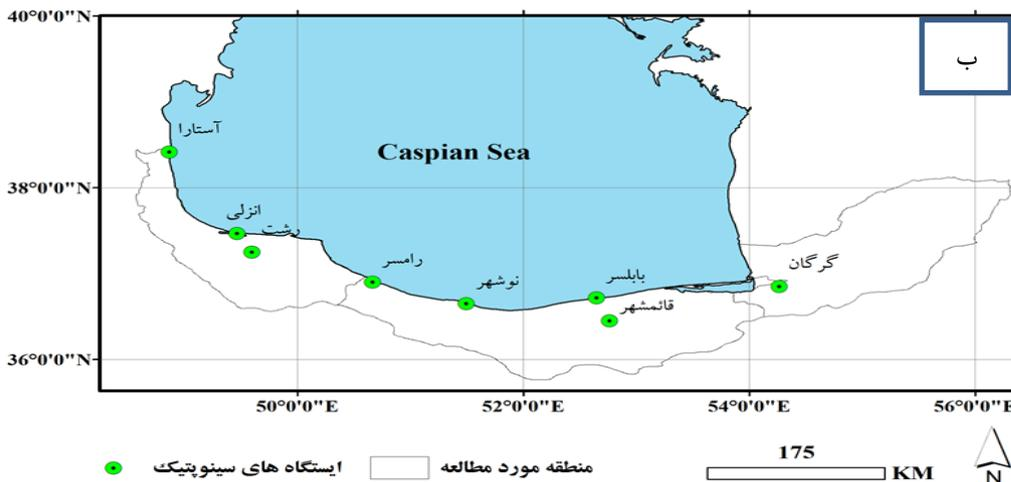 40°0'0"N
ب
آستارا
Caspian Sea
38°0'0"N
انزلی
رشت
رامسر
گرگان
نوشهر
بابلسر
قائمشهر
36°0'0"N
50°0'0"E 52°0'0"E 54°0'0"E 56°0'0"E
ایستگاه های سینوپتیک
منطقه مورد مطالعه
175
KM
N